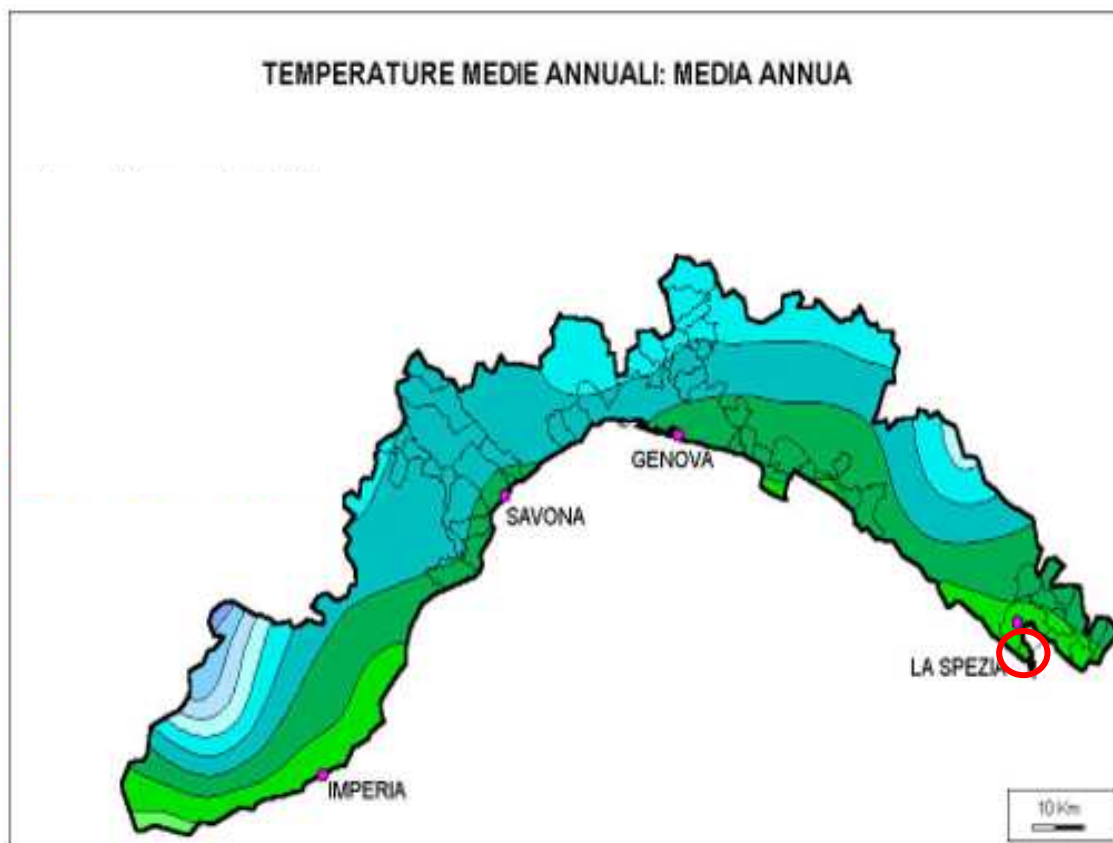 TEMPERATURE MEDIE ANNUALI: MEDIA ANNUA
GENOVA
SAVONA
LA SPEZIA
IMPERIA
10 Km